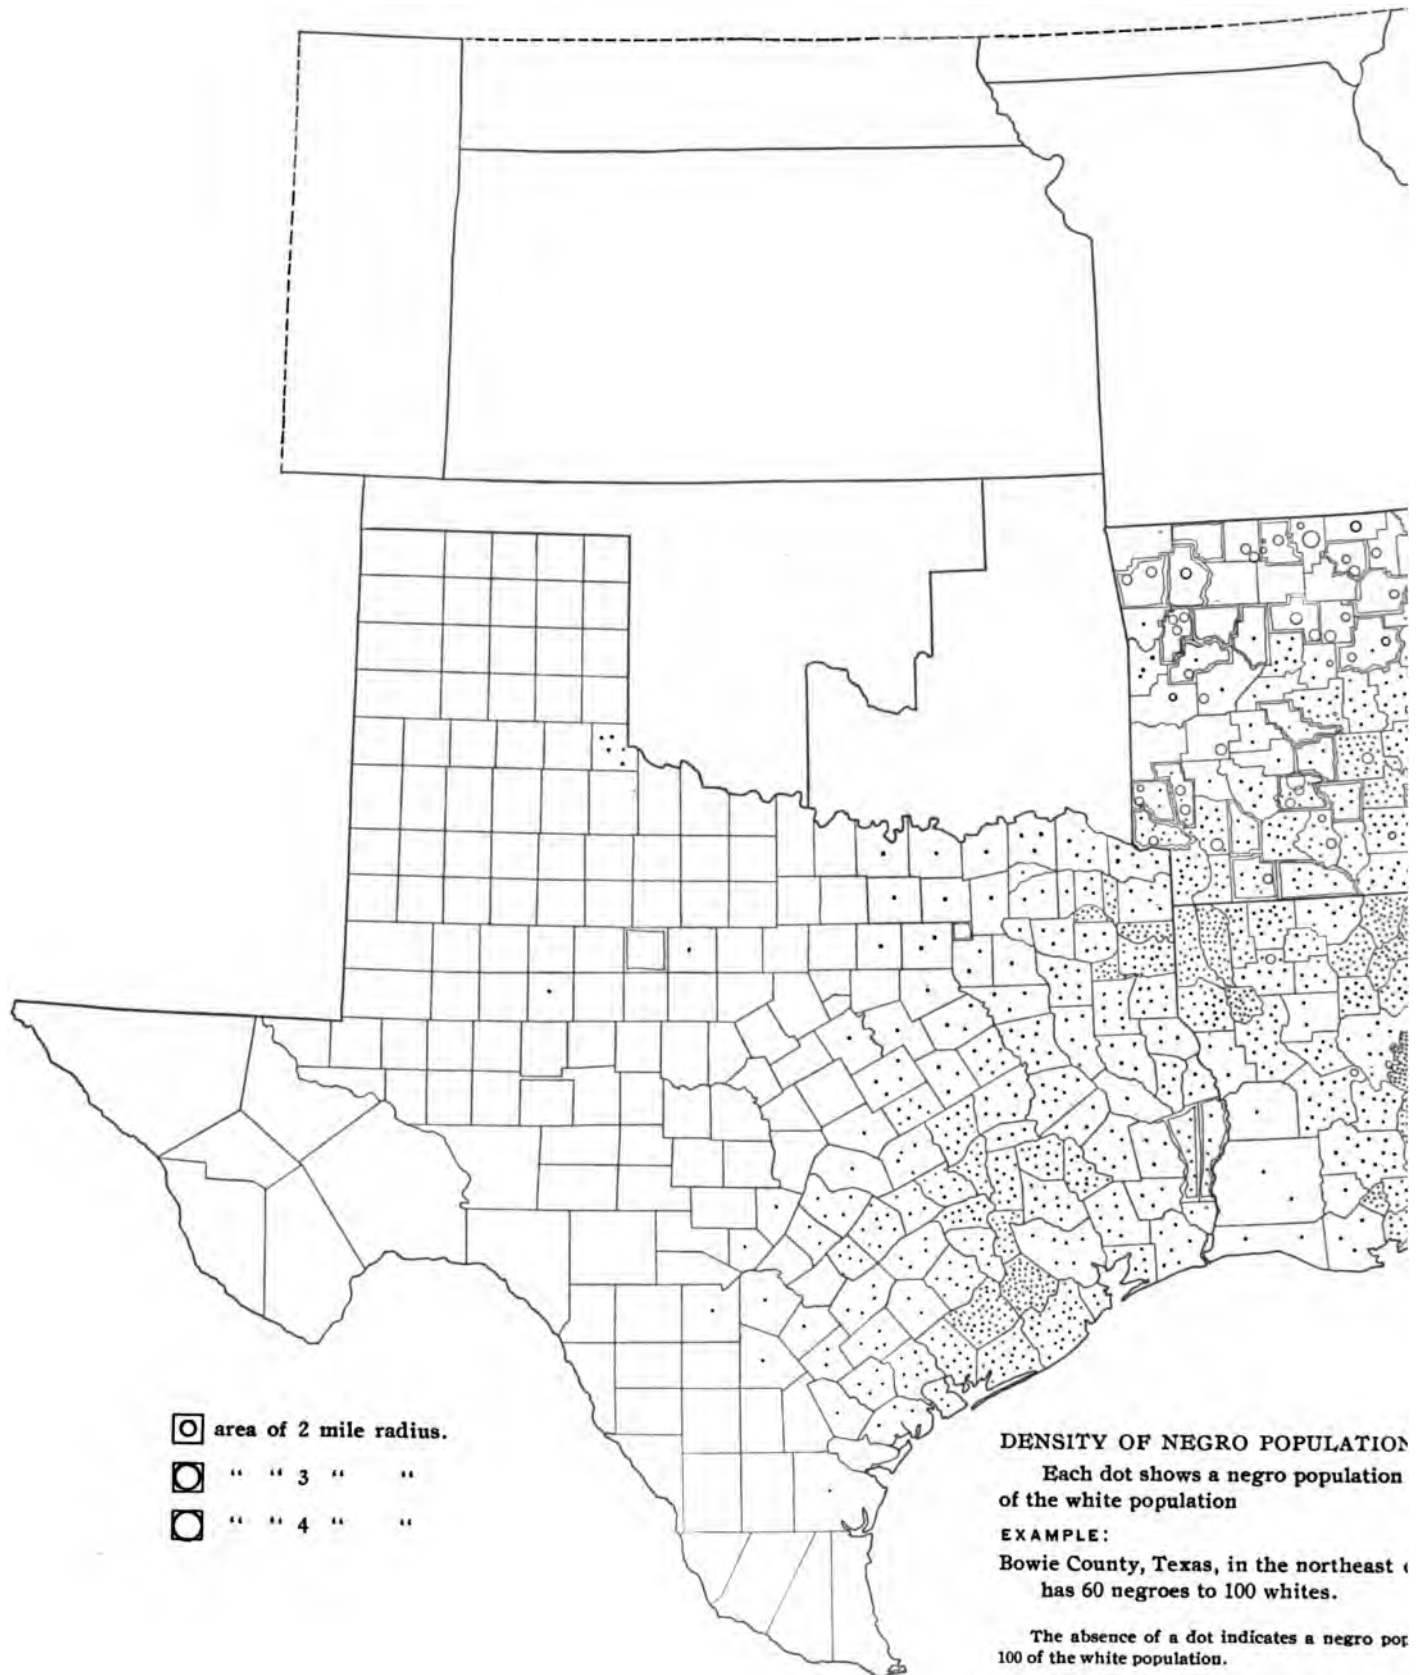 area of 2 mile radius.
“ “ 3 “ “
“ “ 4 “ “
DENSITY OF NEGRO POPULATION
Each dot shows a negro population
of the white population
EXAMPLE:
Bowie County, Texas, in the northeast
has 60 negroes to 100 whites.
The absence of a dot indicates a negro
100 of the white population.